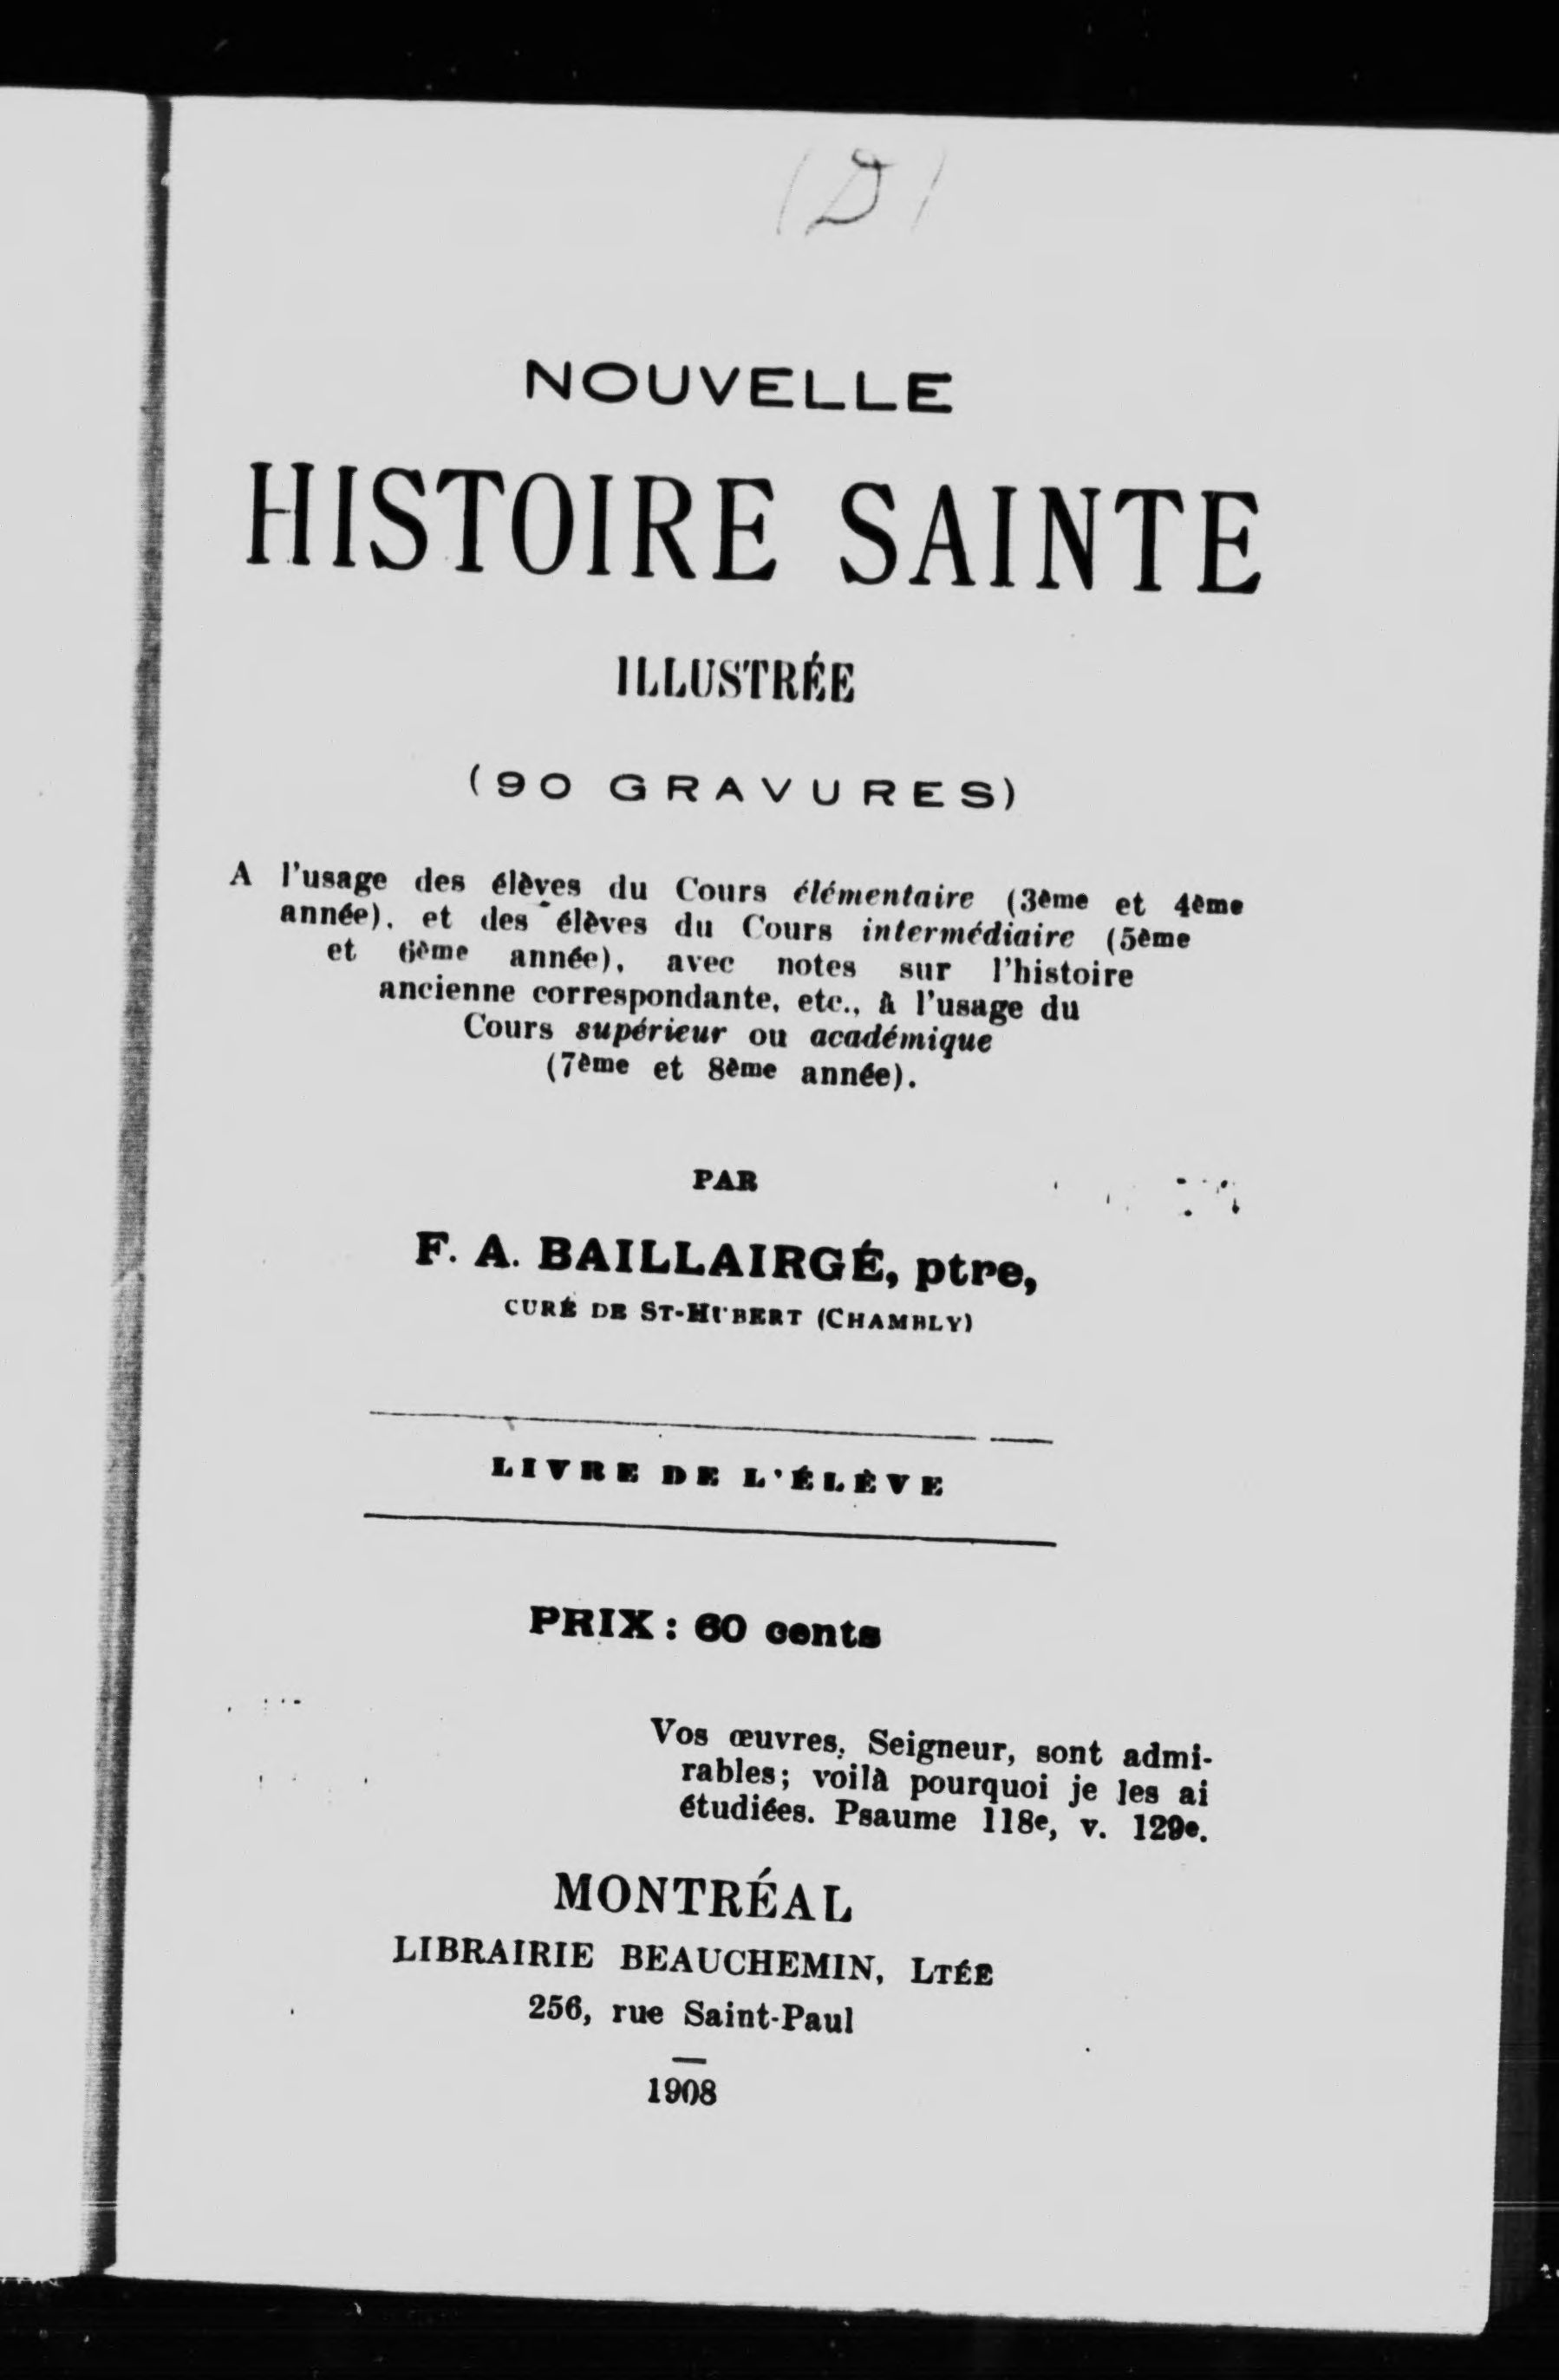 (D)
NOUVELLE
HISTOIRE SAINTE
ILLUSTRÉE
(90 GRAVURES)
A l'usage des élèves du Cours élémentaire (3ème et 4ème
année), et des élèves du Cours intermédiaire (5ème
et 6ème année), avec notes sur l'histoire
ancienne correspondante, etc., à l'usage du
Cours supérieur ou académique
(7ème et 8ème année).
PAR
F. A. BAILLAIRGÉ, ptre,
CURÉ DE ST-HUBERT (CHAMBLY)
LIVRE DE L'ÉLÈVE
PRIX : 60 cents
Vos œuvres, Seigneur, sont admi-
rables; voilà pourquoi je les ai
étudiées. Psaume 118e, v. 129e.
MONTRÉAL
LIBRAIRIE BEAUCHEMIN, LTÉE
256, rue Saint-Paul
1908